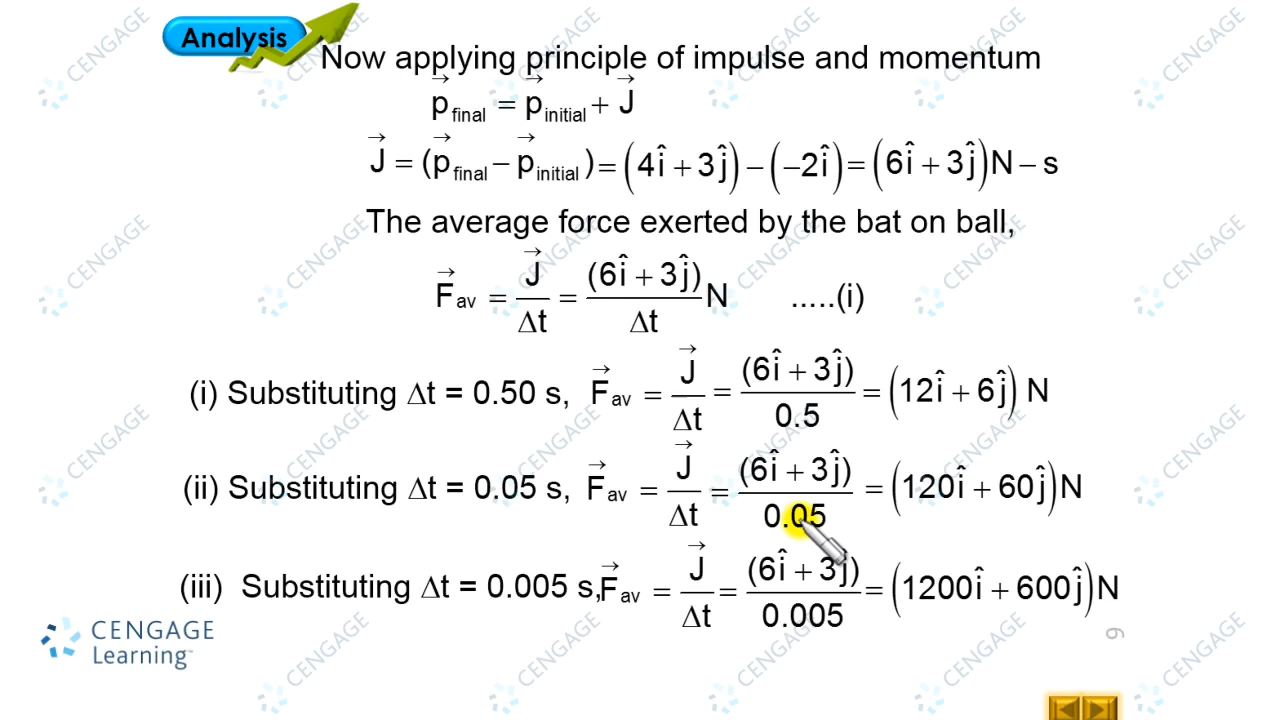 Analysis
Now applying principle of impulse and momentum
p⃗ final = p⃗ initial + J⃗
J⃗ = (p⃗ final − p⃗ initial) = (4î + 3ĵ) − (−2î) = (6î + 3ĵ) N − s
The average force exerted by the bat on ball,
F⃗ av = J⃗ / Δt = (6î + 3ĵ) / Δt N .....(i)
(i) Substituting Δt = 0.50 s, F⃗ av = J⃗ / Δt = (6î + 3ĵ) / 0.5 = (12î + 6ĵ) N
(ii) Substituting Δt = 0.05 s, F⃗ av = J⃗ / Δt = (6î + 3ĵ) / 0.05 = (120î + 60ĵ) N
(iii) Substituting Δt = 0.005 s, F⃗ av = J⃗ / Δt = (6î + 3ĵ) / 0.005 = (1200î + 600ĵ) N
CENGAGE
Learning™